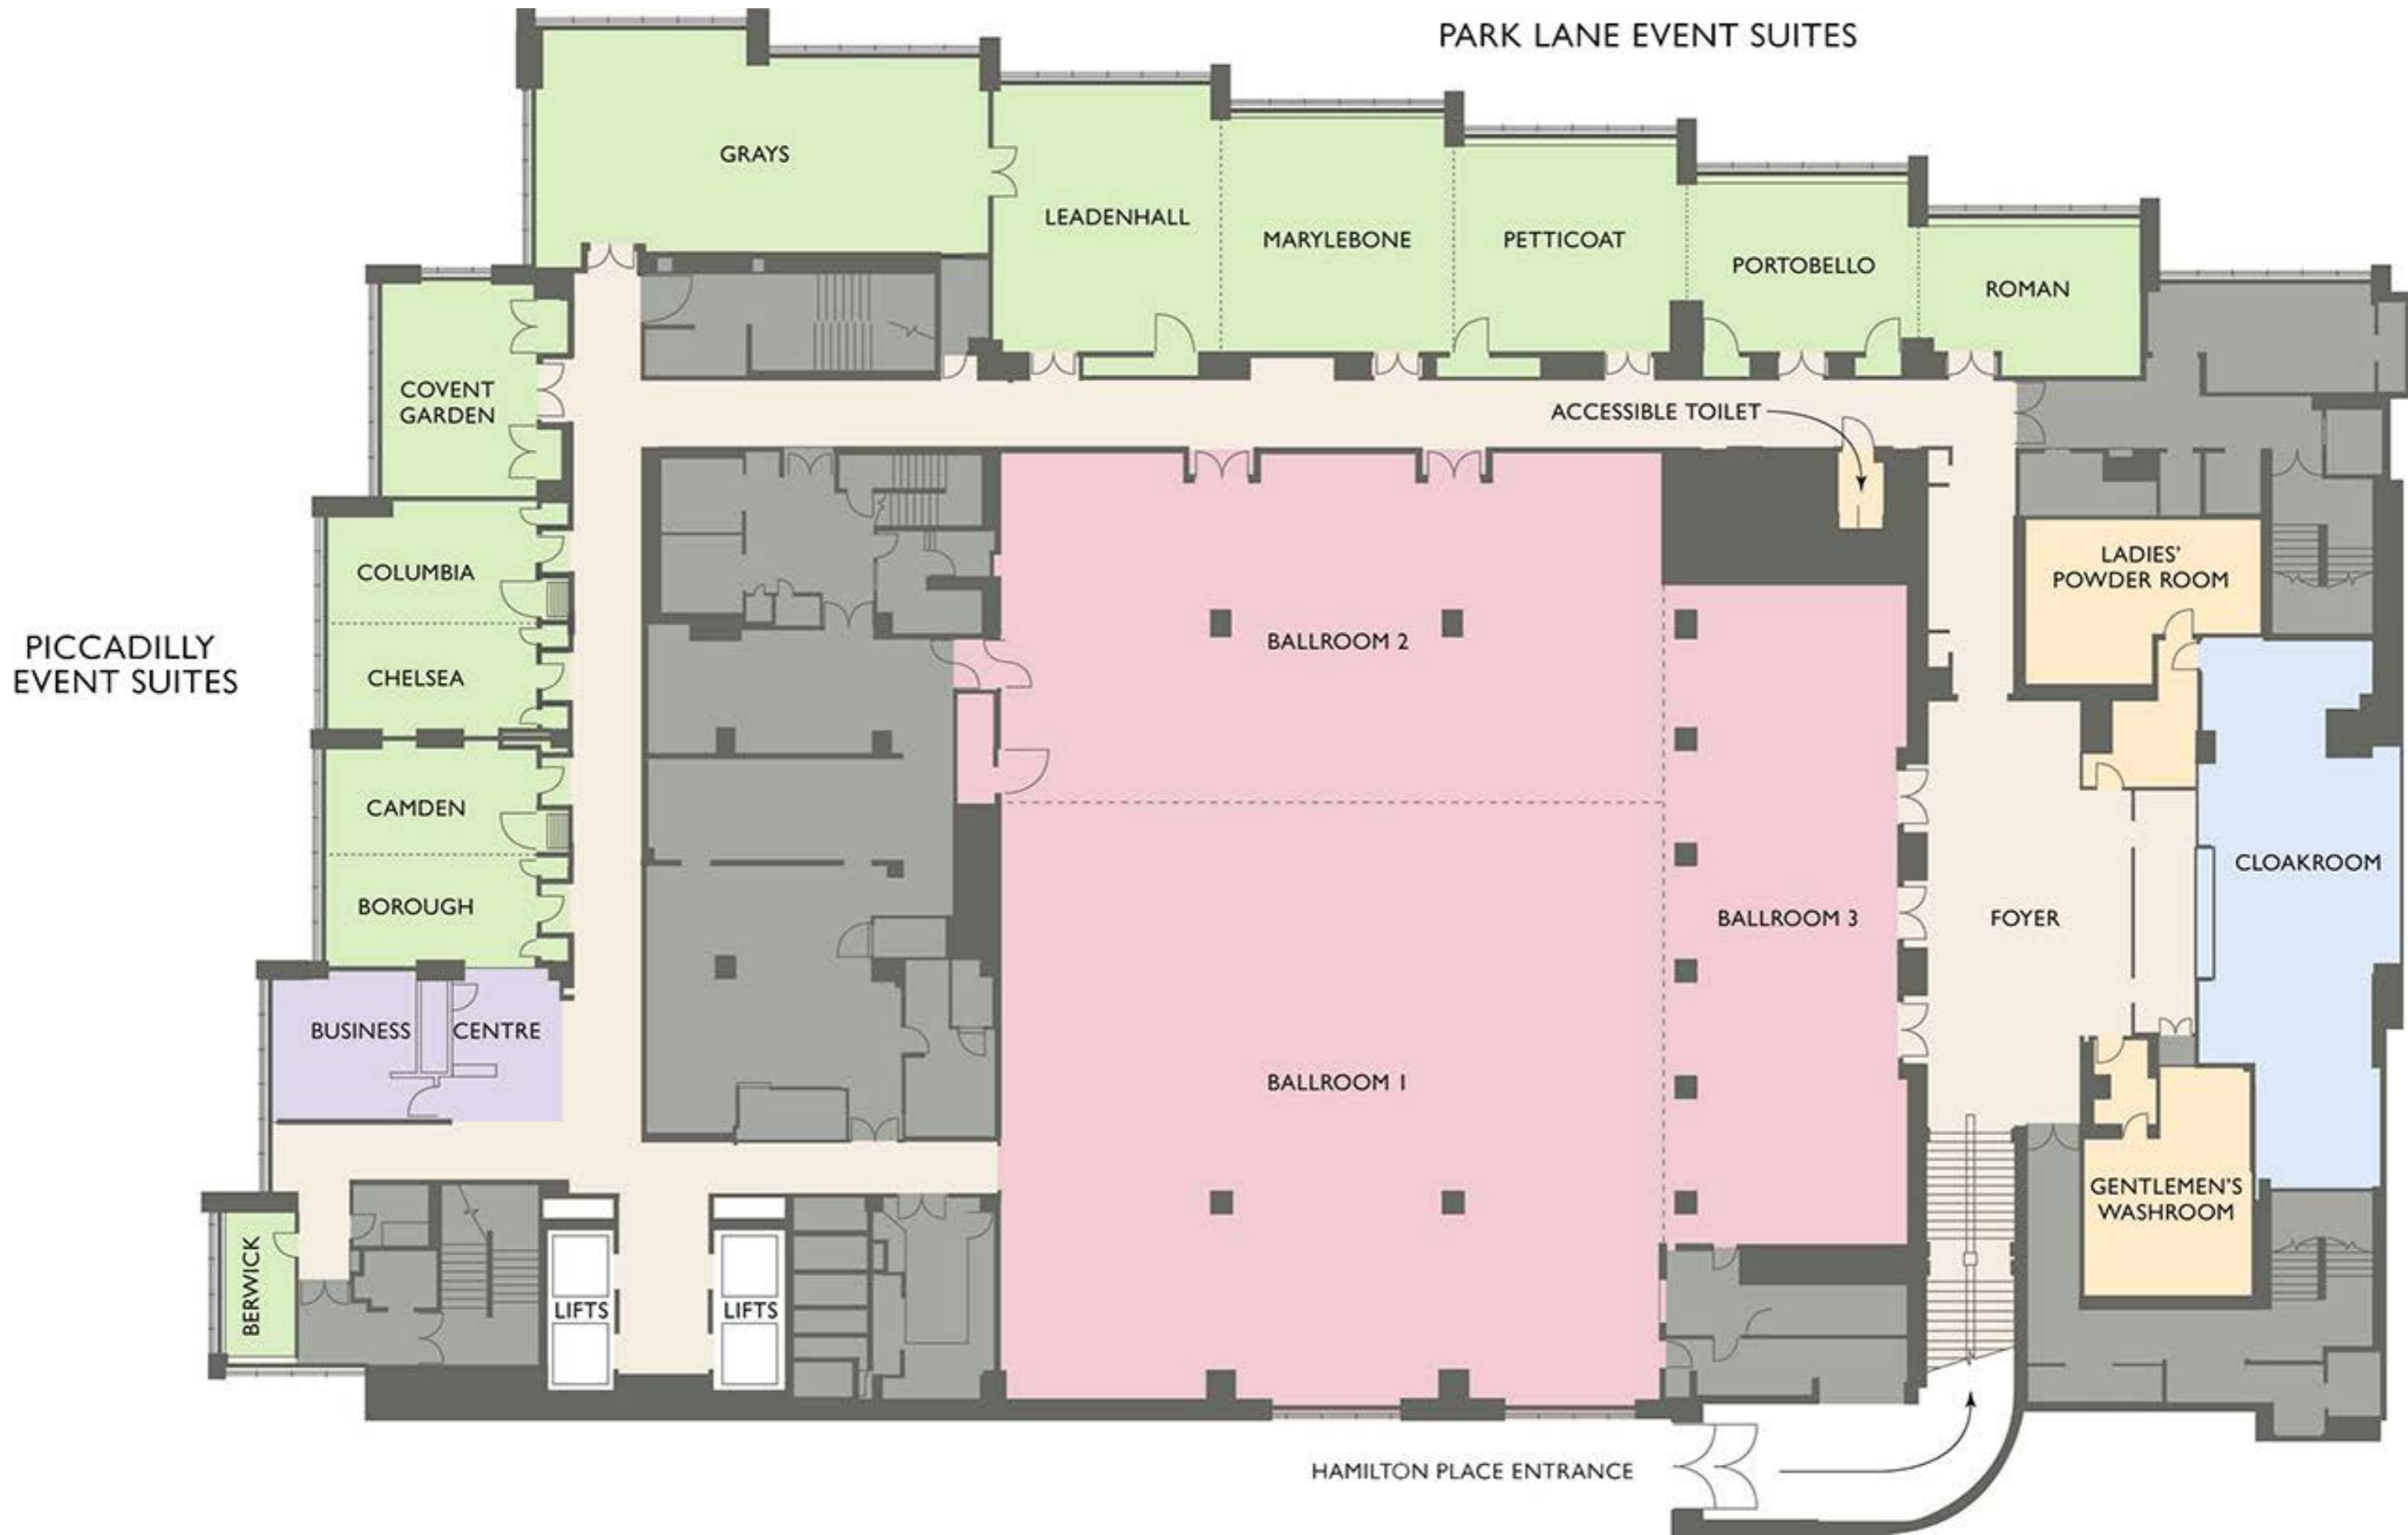 PARK LANE EVENT SUITES
GRAYS
LEADENHALL
MARYLEBONE
PETTICOAT
PORTOBELLO
ROMAN
COVENT
GARDEN
ACCESSIBLE TOILET
COLUMBIA
LADIES'
POWDER ROOM
PICCADILLY
EVENT SUITES
CHELSEA
BALLROOM 2
CAMDEN
BOROUGH
CLOAKROOM
BALLROOM 3
FOYER
BUSINESS CENTRE
BALLROOM 1
GENTLEMEN'S
WASHROOM
BERWICK
LIFTS
LIFTS
HAMILTON PLACE ENTRANCE